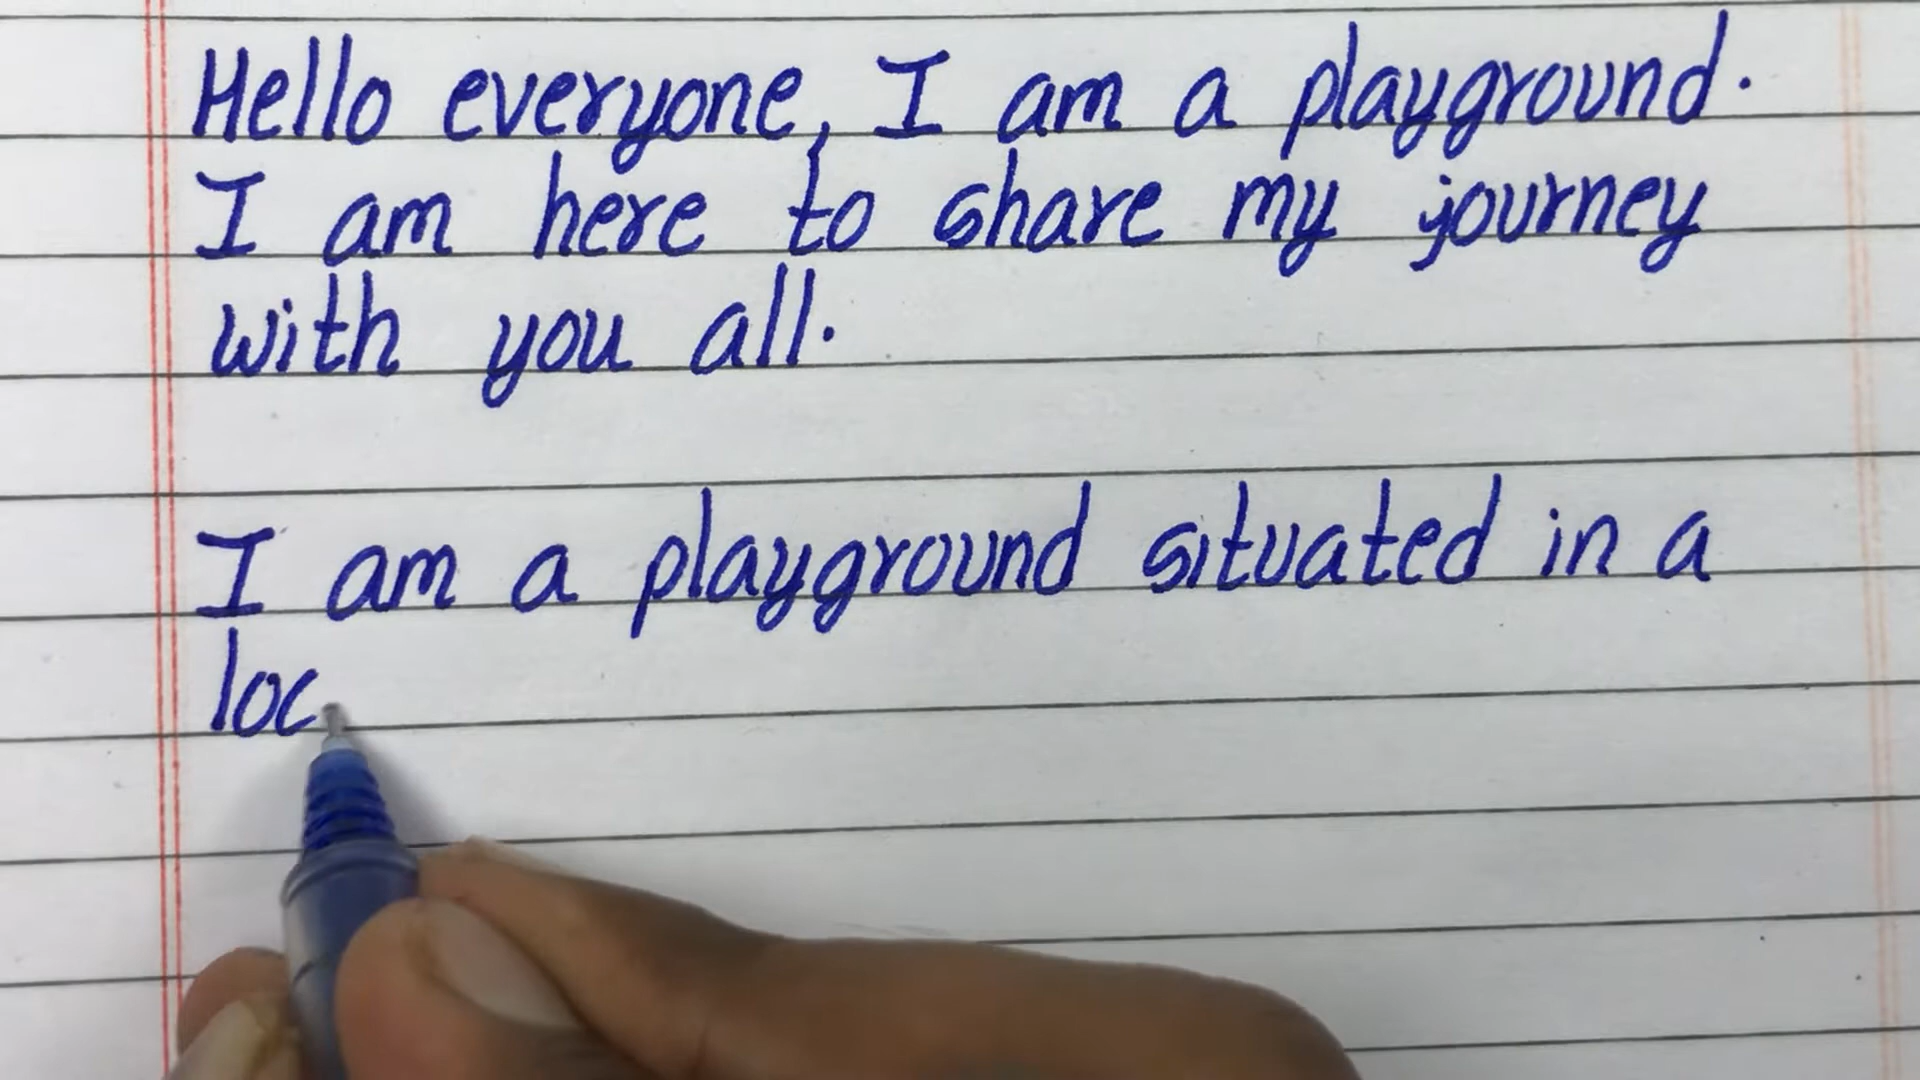 Hello everyone, I am a playground.
I am here to share my journey
with you all.
I am a playground situated in a
loc